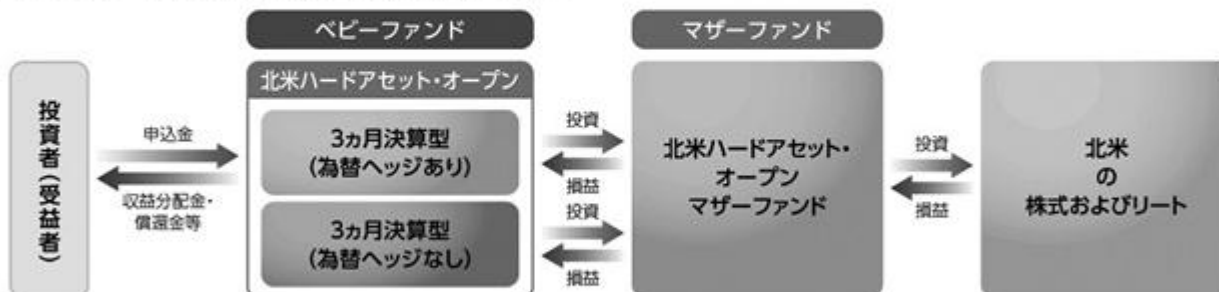 ベビーファンド
マザーファンド
投資者(受益者)
申込金
収益分配金・
償還金等
北米ハードアセット・オープン
3ヵ月決算型
(為替ヘッジあり)
3ヵ月決算型
(為替ヘッジなし)
投資
損益
投資
損益
北米ハードアセット・
オープン
マザーファンド
投資
損益
北米
の
株式およびリート